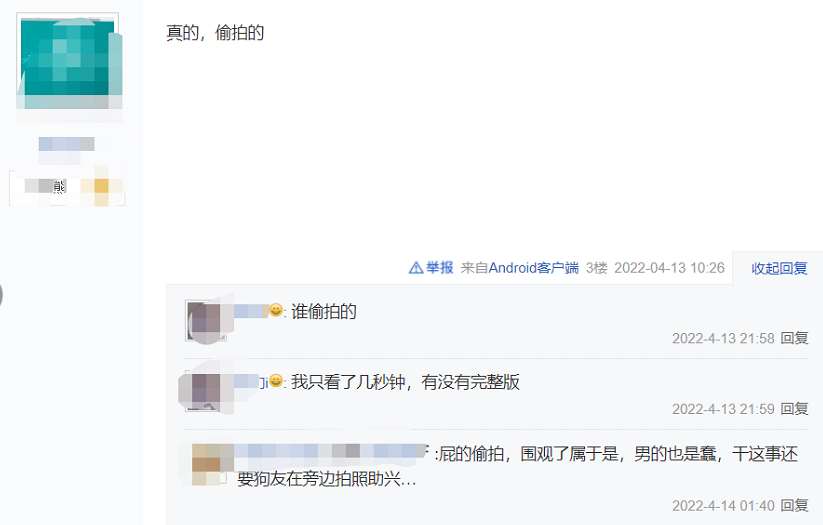 真的，偷拍的
熊
举报 来自Android客户端 3楼 2022-04-13 10:26 收起回复
: 谁偷拍的
2022-4-13 21:58 回复
: 我只看了几秒钟，有没有完整版
2022-4-13 21:59 回复
:屁的偷拍，围观了属于是，男的也是蠢，干这事还
要狗友在旁边拍照助兴…
2022-4-14 01:40 回复